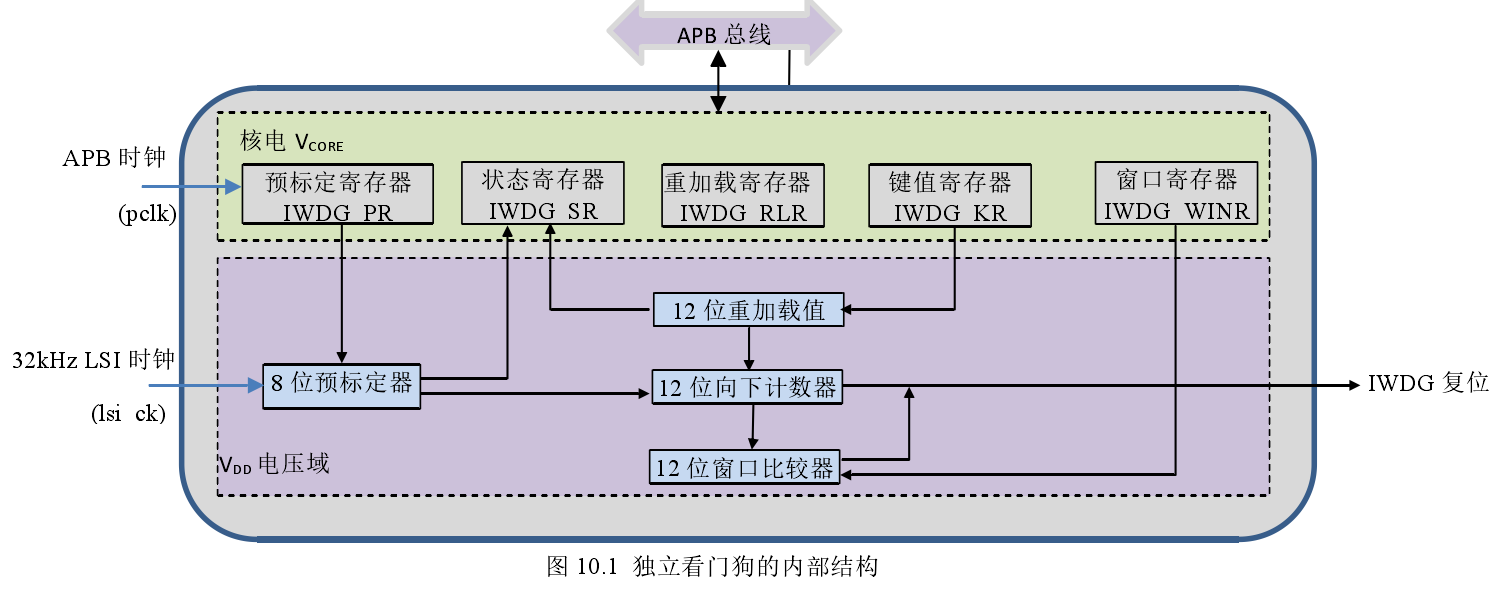 APB 总线
核电 VCORE
APB 时钟
(pclk)
预标定寄存器
IWDG_PR
状态寄存器
IWDG_SR
重加载寄存器
IWDG_RLR
键值寄存器
IWDG_KR
窗口寄存器
IWDG_WINR
12 位重加载值
32kHz LSI 时钟
(lsi_ck)
8 位预标定器
12 位向下计数器
IWDG 复位
12 位窗口比较器
VDD 电压域
图 10.1 独立看门狗的内部结构